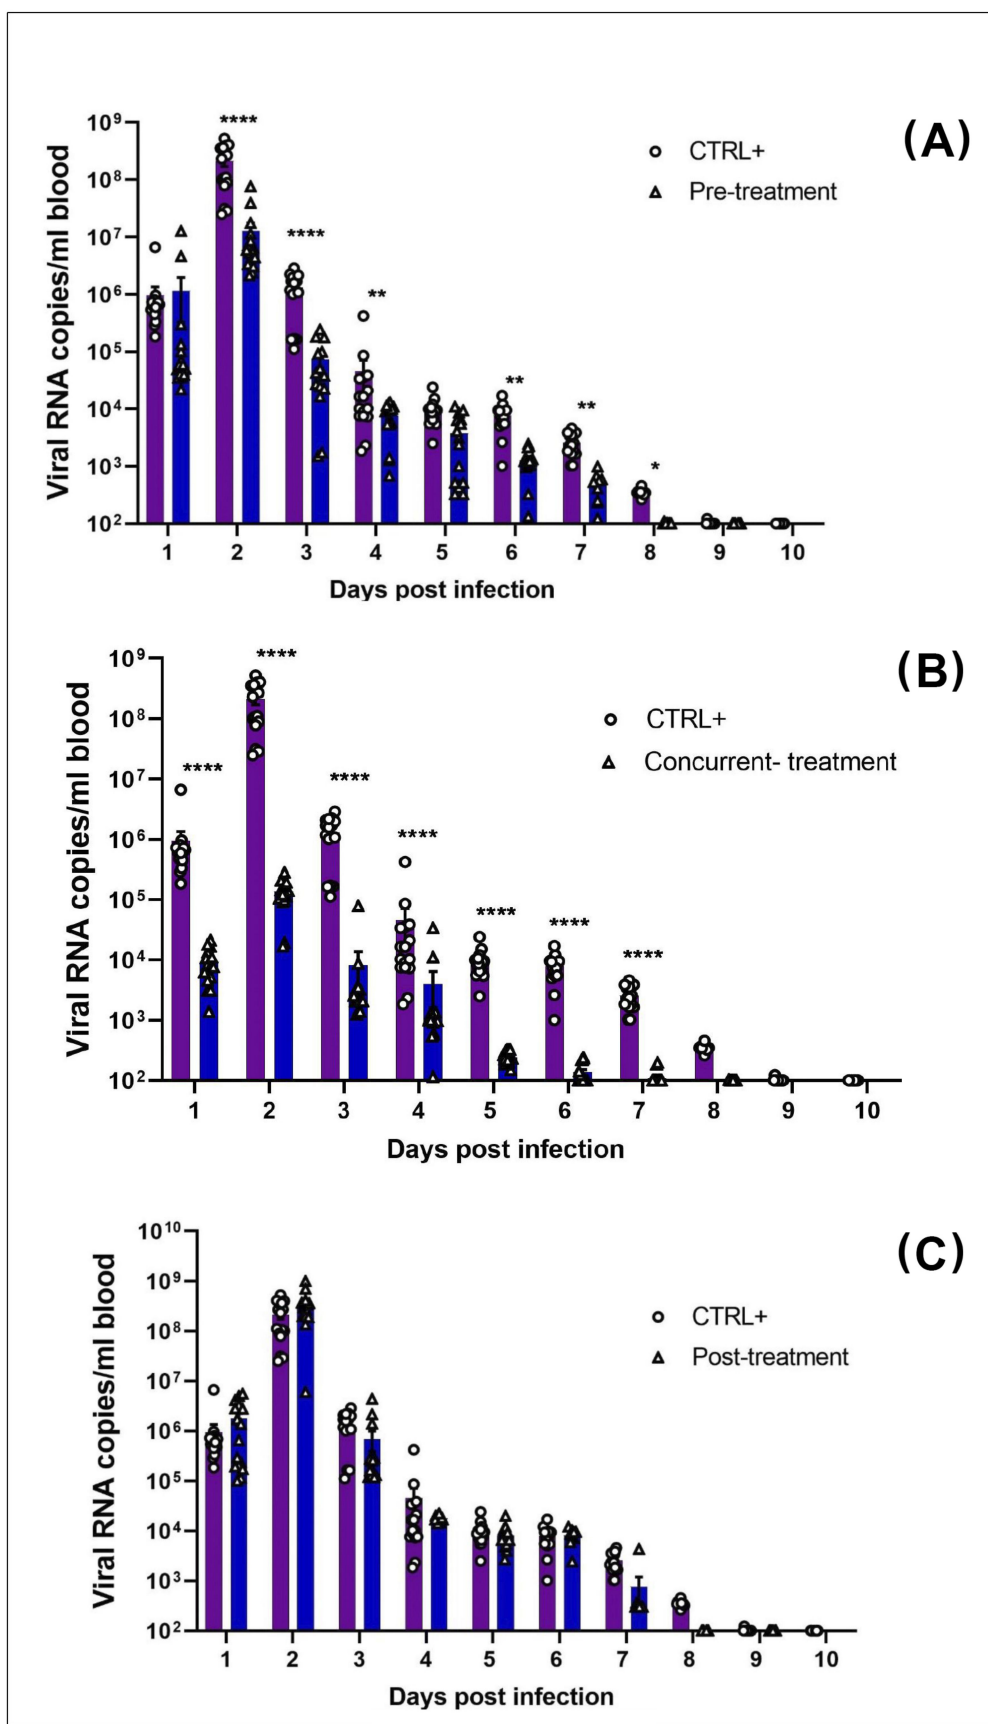 (A)
CTRL+
Pre-treatment
Viral RNA copies/ml blood
10⁹
10⁸
10⁷
10⁶
10⁵
10⁴
10³
10²
****
****
**
**
**
*
1 2 3 4 5 6 7 8 9 10
Days post infection
(B)
CTRL+
Concurrent- treatment
Viral RNA copies/ml blood
10⁹
10⁸
10⁷
10⁶
10⁵
10⁴
10³
10²
****
****
****
****
****
****
****
1 2 3 4 5 6 7 8 9 10
Days post infection
(C)
CTRL+
Post-treatment
Viral RNA copies/ml blood
10¹⁰
10⁹
10⁸
10⁷
10⁶
10⁵
10⁴
10³
10²
1 2 3 4 5 6 7 8 9 10
Days post infection